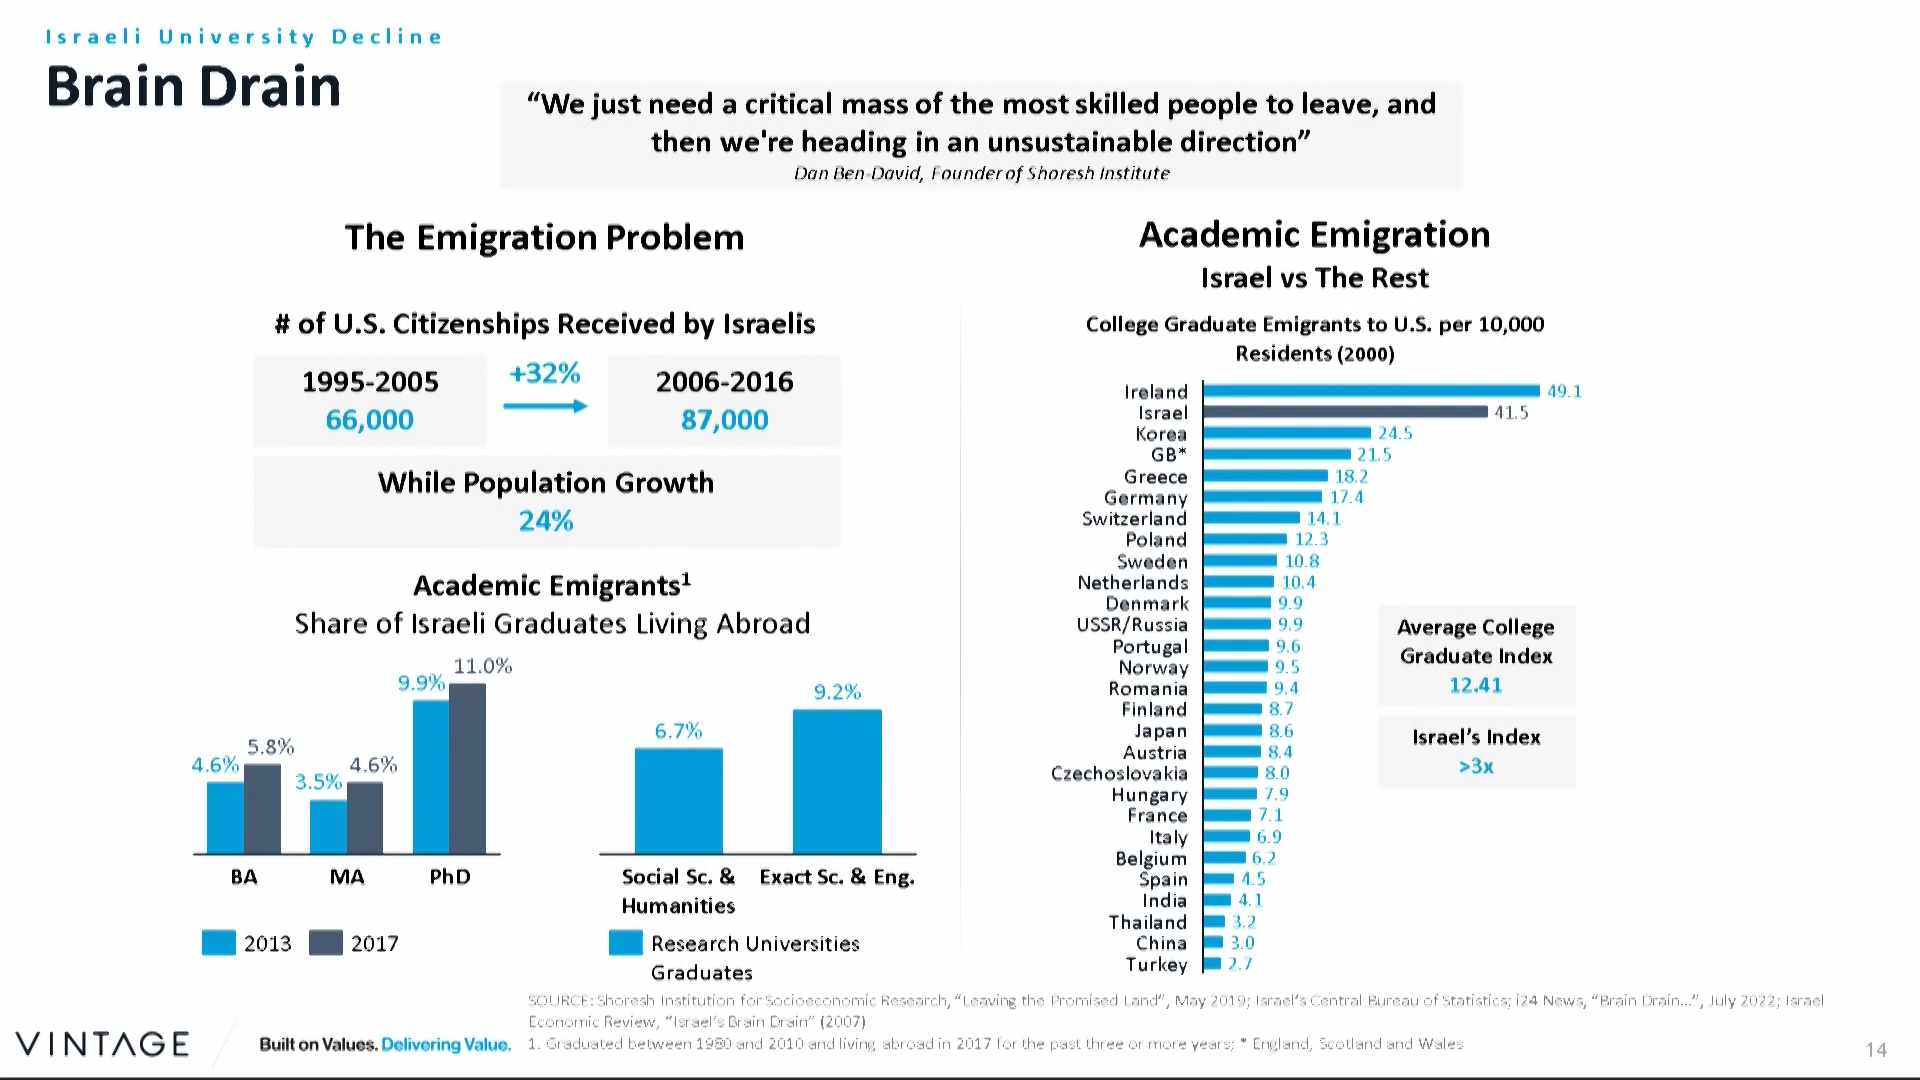 Israeli University Decline
Brain Drain
“We just need a critical mass of the most skilled people to leave, and
then we're heading in an unsustainable direction”
Dan Ben-David, Founder of Shoresh Institute
The Emigration Problem
# of U.S. Citizenships Received by Israelis
1995-2005
66,000
+32%
2006-2016
87,000
While Population Growth
24%
Academic Emigrants¹
Share of Israeli Graduates Living Abroad
4.6% 5.8% 3.5% 4.6% 9.9% 11.0%
BA MA PhD
2013 2017
6.7% 9.2%
Social Sc. & Exact Sc. & Eng.
Humanities
Research Universities
Graduates
Academic Emigration
Israel vs The Rest
College Graduate Emigrants to U.S. per 10,000
Residents (2000)
Ireland 49.1
Israel 41.5
Korea 24.5
GB* 21.5
Greece 18.2
Germany 17.4
Switzerland 14.1
Poland 12.3
Sweden 10.8
Netherlands 10.4
Denmark 9.9
USSR/Russia 9.9
Portugal 9.6
Norway 9.5
Romania 9.4
Finland 8.7
Japan 8.6
Austria 8.4
Czechoslovakia 8.0
Hungary 7.9
France 7.1
Italy 6.9
Belgium 6.2
Spain 4.5
India 4.1
Thailand 3.2
China 3.0
Turkey 2.7
Average College
Graduate Index
12.41
Israel’s Index
>3x
SOURCE: Shoresh Institution for Socioeconomic Research, “Leaving the Promised Land”, May 2019; Israel’s Central Bureau of Statistics; i24 News, “Brain Drain...”, July 2022; Israel
Economic Review, “Israel’s Brain Drain” (2007)
1. Graduated between 1980 and 2010 and living abroad in 2017 for the past three or more years; * England, Scotland and Wales
VINTAGE
Built on Values. Delivering Value.
14